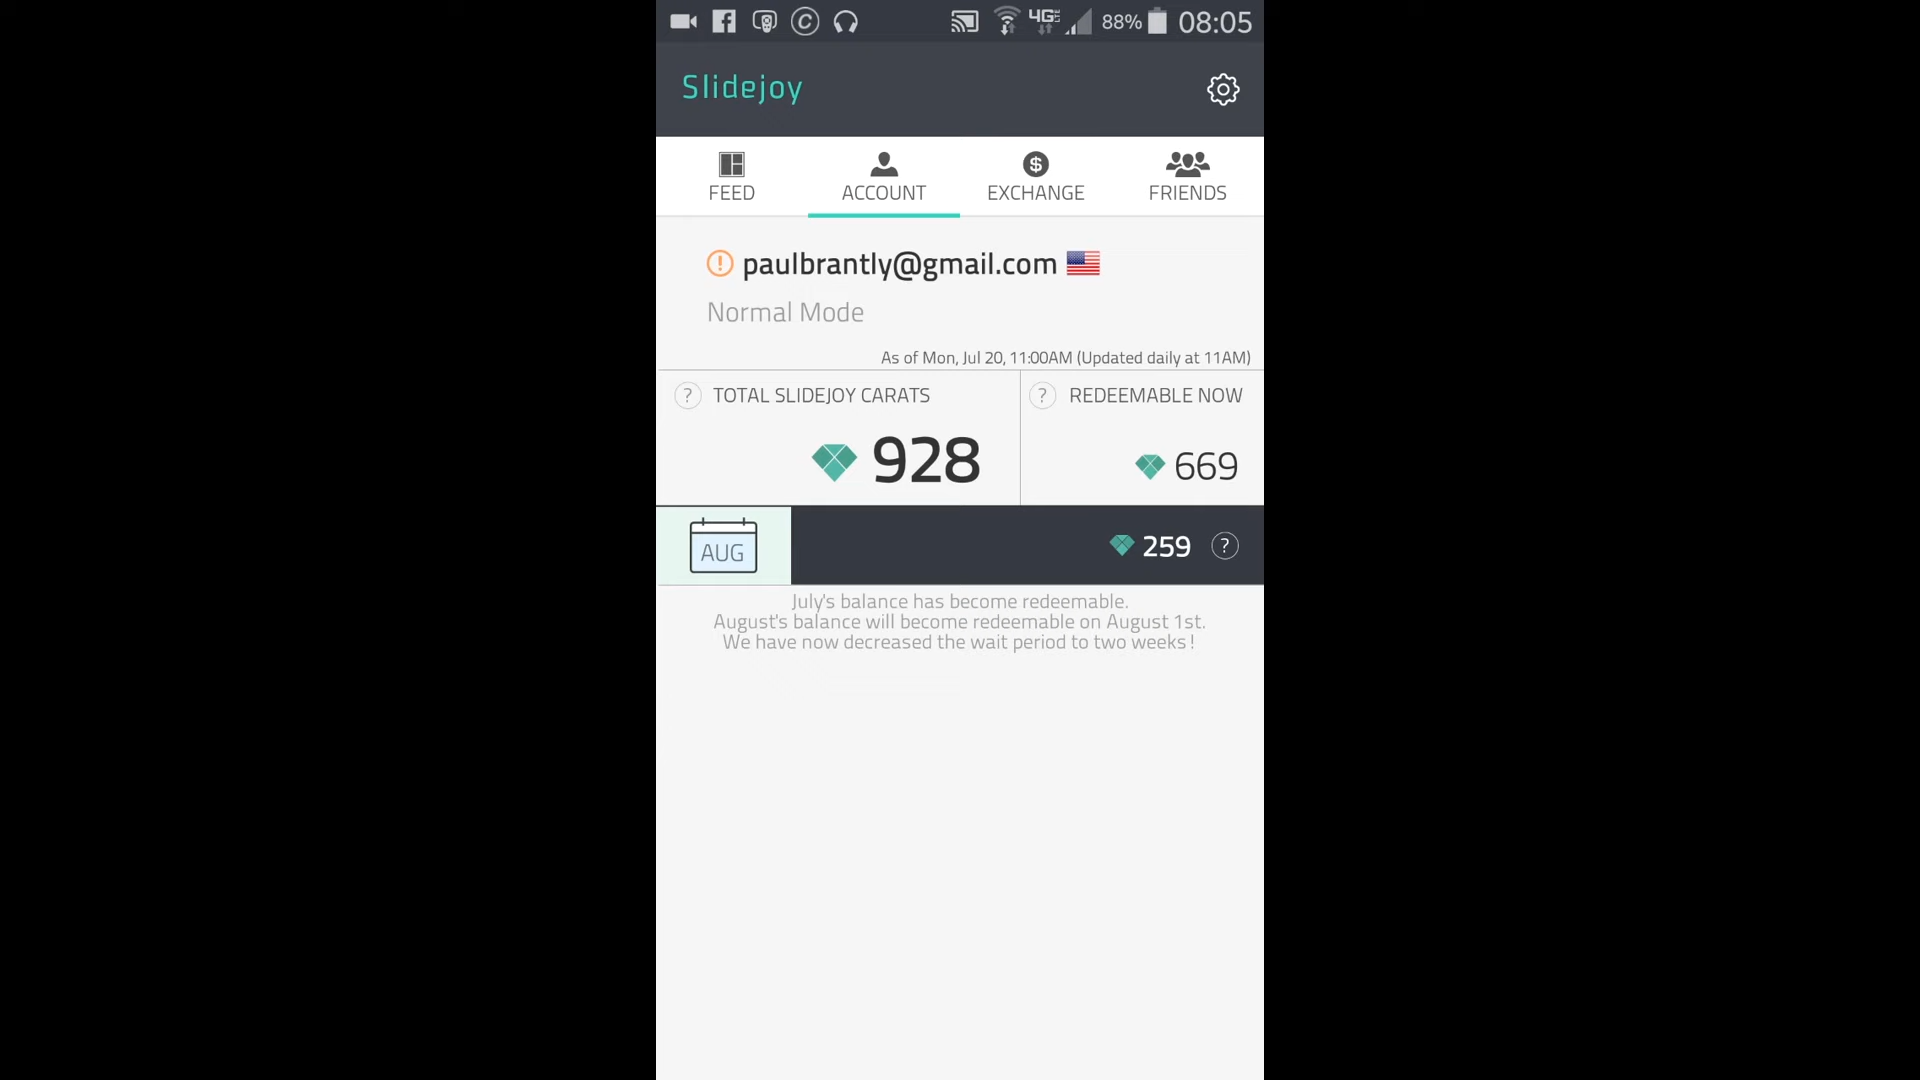 4G LTE 88% 08:05
Slidejoy
FEED ACCOUNT EXCHANGE FRIENDS
paulbrantly@gmail.com
Normal Mode
As of Mon, Jul 20, 11:00AM (Updated daily at 11AM)
? TOTAL SLIDEJOY CARATS ? REDEEMABLE NOW
928 669
AUG 259 ?
July's balance has become redeemable.
August's balance will become redeemable on August 1st.
We have now decreased the wait period to two weeks!